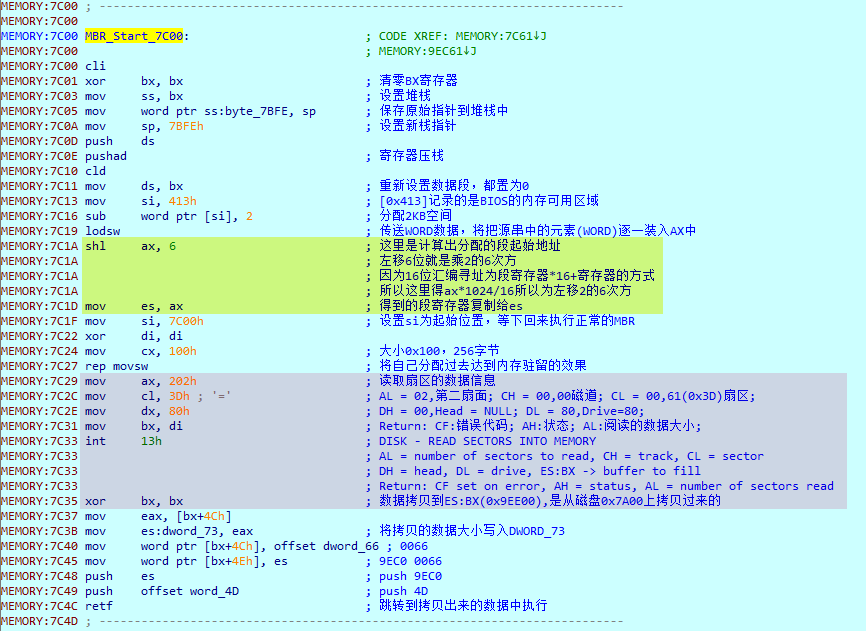 MEMORY:7C00 ; ---------------------------------------------------------------------------
MEMORY:7C00
MEMORY:7C00 MBR_Start_7C00: ; CODE XREF: MEMORY:7C61↓J
MEMORY:7C00 ; MEMORY:9EC61↓J
MEMORY:7C00 cli
MEMORY:7C01 xor bx, bx ; 清零BX寄存器
MEMORY:7C03 mov ss, bx ; 设置堆栈
MEMORY:7C05 mov word ptr ss:byte_7BFE, sp ; 保存原始指针到堆栈中
MEMORY:7C0A mov sp, 7BFEh ; 设置新栈指针
MEMORY:7C0D push ds
MEMORY:7C0E pushad ; 寄存器压栈
MEMORY:7C10 cld
MEMORY:7C11 mov ds, bx ; 重新设置数据段，都置为0
MEMORY:7C13 mov si, 413h ; [0x413]记录的是BIOS的内存可用区域
MEMORY:7C16 sub word ptr [si], 2 ; 分配2KB空间
MEMORY:7C19 lodsw ; 传送WORD数据，将把源串中的元素(WORD)逐一装入AX中
MEMORY:7C1A shl ax, 6 ; 这里是计算出分配的段起始地址
MEMORY:7C1A ; 左移6位就是乘2的6次方
MEMORY:7C1A ; 因为16位汇编寻址为段寄存器*16+寄存器的方式
MEMORY:7C1A ; 所以这里得ax*1024/16所以为左移2的6次方
MEMORY:7C1D mov es, ax ; 得到的段寄存器复制给es
MEMORY:7C1F mov si, 7C00h ; 设置si为起始位置，等下回来执行正常的MBR
MEMORY:7C22 xor di, di
MEMORY:7C24 mov cx, 100h ; 大小0x100，256字节
MEMORY:7C27 rep movsw ; 将自己分配过去达到内存驻留的效果
MEMORY:7C29 mov ax, 202h ; 读取扇区的数据信息
MEMORY:7C2C mov cl, 3Dh ; '=' ; AL = 02,第二扇面; CH = 00,00磁道; CL = 00,61(0x3D)扇区;
MEMORY:7C2E mov dx, 80h ; DH = 00,Head = NULL; DL = 80,Drive=80;
MEMORY:7C31 mov bx, di ; Return: CF:错误代码; AH:状态; AL:阅读的数据大小;
MEMORY:7C33 int 13h ; DISK - READ SECTORS INTO MEMORY
MEMORY:7C33 ; AL = number of sectors to read, CH = track, CL = sector
MEMORY:7C33 ; DH = head, DL = drive, ES:BX -> buffer to fill
MEMORY:7C33 ; Return: CF set on error, AH = status, AL = number of sectors read
MEMORY:7C35 xor bx, bx ; 数据拷贝到ES:BX(0x9EE00),是从磁盘0x7A00上拷贝过来的
MEMORY:7C37 mov eax, [bx+4Ch]
MEMORY:7C3B mov es:dword_73, eax ; 将拷贝的数据大小写入DWORD_73
MEMORY:7C40 mov word ptr [bx+4Ch], offset dword_66 ; 0066
MEMORY:7C45 mov word ptr [bx+4Eh], es ; 9EC0 0066
MEMORY:7C48 push es ; push 9EC0
MEMORY:7C49 push offset word_4D ; push 4D
MEMORY:7C4C retf ; 跳转到拷贝出来的数据中执行
MEMORY:7C4D ; ---------------------------------------------------------------------------